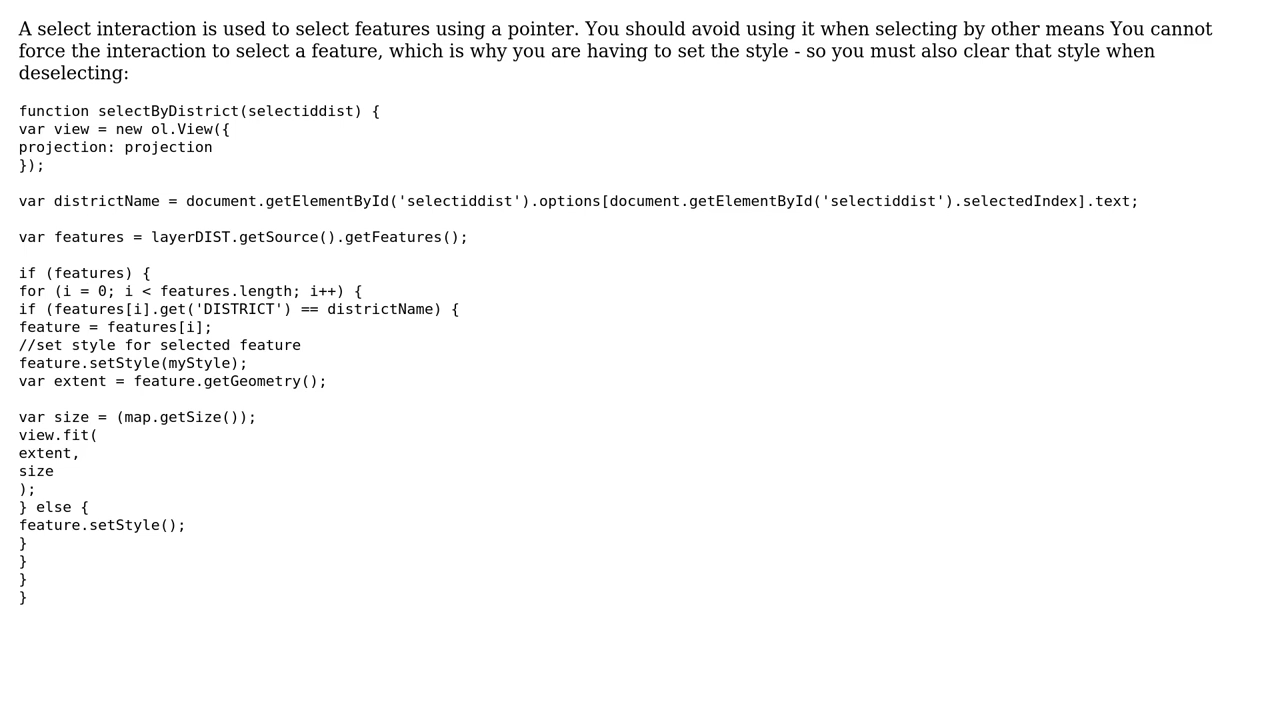 A select interaction is used to select features using a pointer. You should avoid using it when selecting by other means You cannot
force the interaction to select a feature, which is why you are having to set the style - so you must also clear that style when
deselecting:
function selectByDistrict(selectiddist) {
var view = new ol.View({
projection: projection
});
var districtName = document.getElementById('selectiddist').options[document.getElementById('selectiddist').selectedIndex].text;
var features = layerDIST.getSource().getFeatures();
if (features) {
for (i = 0; i < features.length; i++) {
if (features[i].get('DISTRICT') == districtName) {
feature = features[i];
//set style for selected feature
feature.setStyle(myStyle);
var extent = feature.getGeometry();
var size = (map.getSize());
view.fit(
extent,
size
);
} else {
feature.setStyle();
}
}
}
}